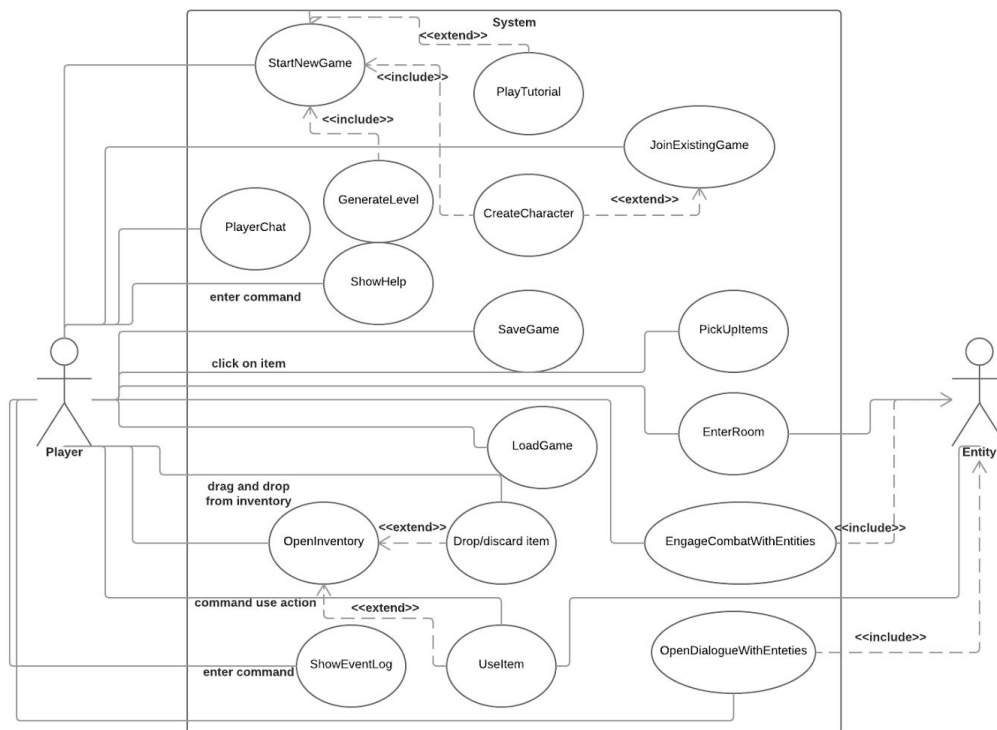 System
<<extend>>
StartNewGame
<<include>>
PlayTutorial
<<include>>
JoinExistingGame
GenerateLevel
<<extend>>
CreateCharacter
PlayerChat
ShowHelp
enter command
SaveGame
PickUpItems
click on item
EnterRoom
Player
LoadGame
Entity
drag and drop
from inventory
<<extend>>
<<include>>
OpenInventory
Drop/discard item
EngageCombatWithEntities
command use action
<<extend>>
<<include>>
ShowEventLog
UseItem
OpenDialogueWithEnteties
enter command